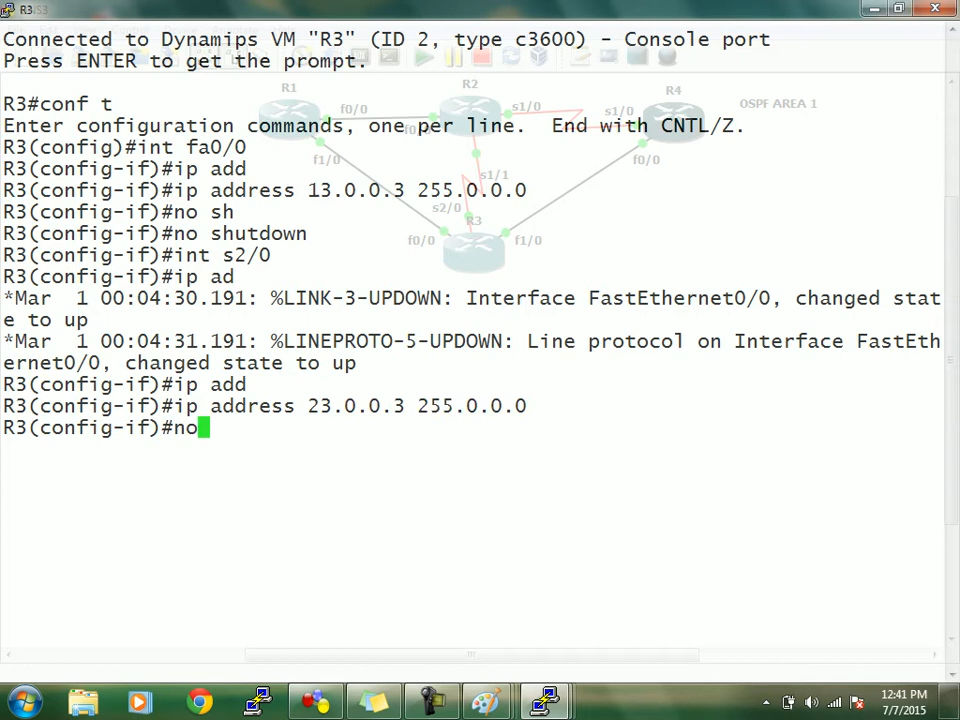 R3
Connected to Dynamips VM "R3" (ID 2, type c3600) - Console port
Press ENTER to get the prompt.
R3#conf t
Enter configuration commands, one per line.  End with CNTL/Z.
R3(config)#int fa0/0
R3(config-if)#ip add
R3(config-if)#ip address 13.0.0.3 255.0.0.0
R3(config-if)#no sh
R3(config-if)#no shutdown
R3(config-if)#int s2/0
R3(config-if)#ip ad
*Mar  1 00:04:30.191: %LINK-3-UPDOWN: Interface FastEthernet0/0, changed stat
e to up
*Mar  1 00:04:31.191: %LINEPROTO-5-UPDOWN: Line protocol on Interface FastEth
ernet0/0, changed state to up
R3(config-if)#ip add
R3(config-if)#ip address 23.0.0.3 255.0.0.0
R3(config-if)#no
R1
R2
R4
OSPF AREA 1
f0/0
s1/0
s1/0
f1/0
s1/1
f0/0
s2/0
R3
f0/0
f1/0
12:41 PM
7/7/2015